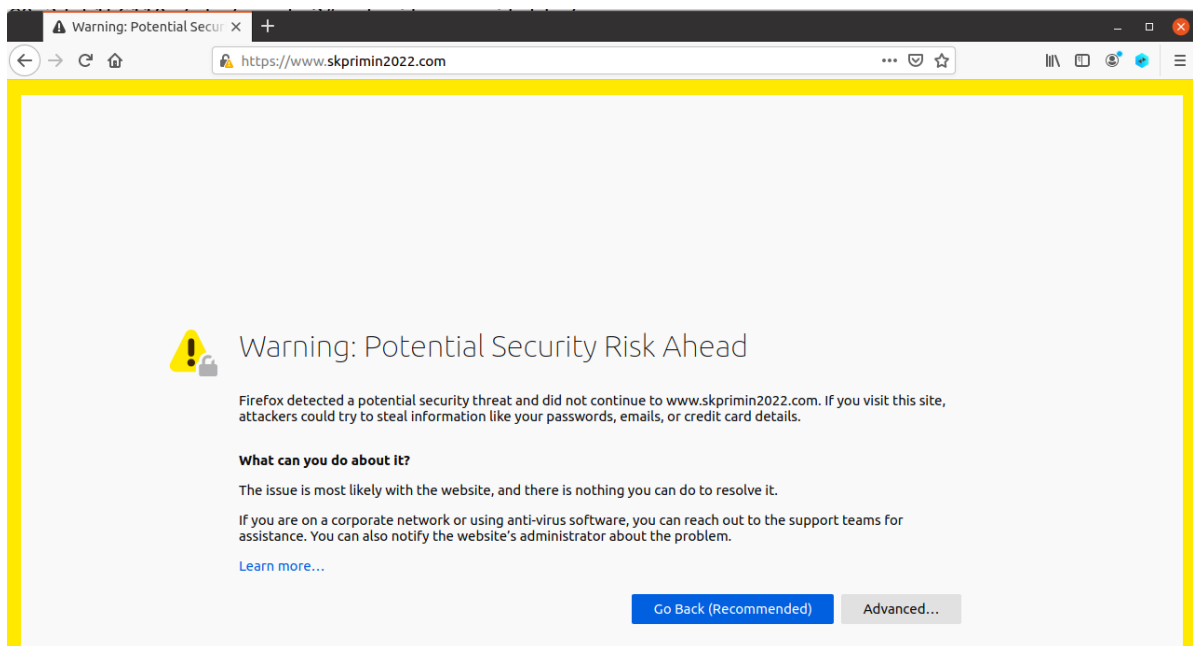 Warning: Potential Secur
https://www.skprimin2022.com
Warning: Potential Security Risk Ahead
Firefox detected a potential security threat and did not continue to www.skprimin2022.com. If you visit this site,
attackers could try to steal information like your passwords, emails, or credit card details.
What can you do about it?
The issue is most likely with the website, and there is nothing you can do to resolve it.
If you are on a corporate network or using anti-virus software, you can reach out to the support teams for
assistance. You can also notify the website's administrator about the problem.
Learn more…
Go Back (Recommended) Advanced…